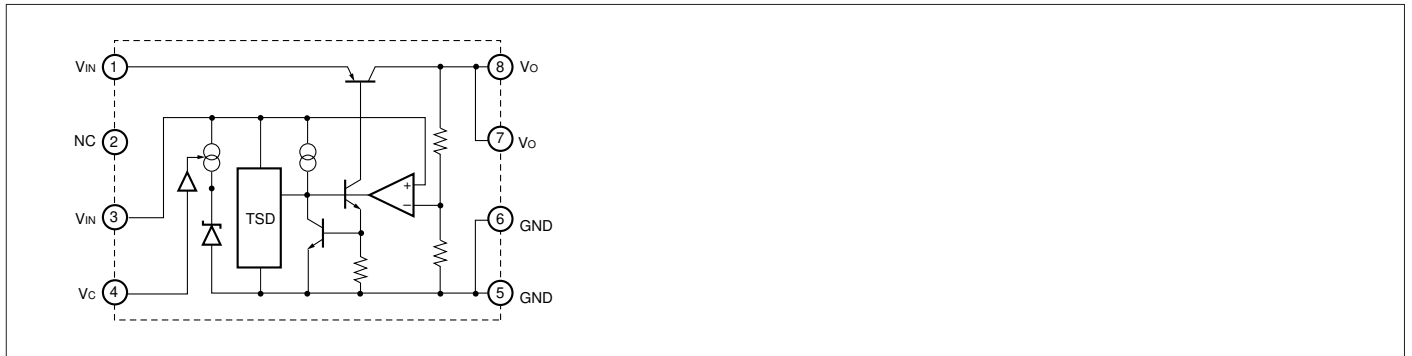 VIN 1
8 VO
NC 2
7 VO
+
−
VIN 3
TSD
6 GND
VC 4
5 GND